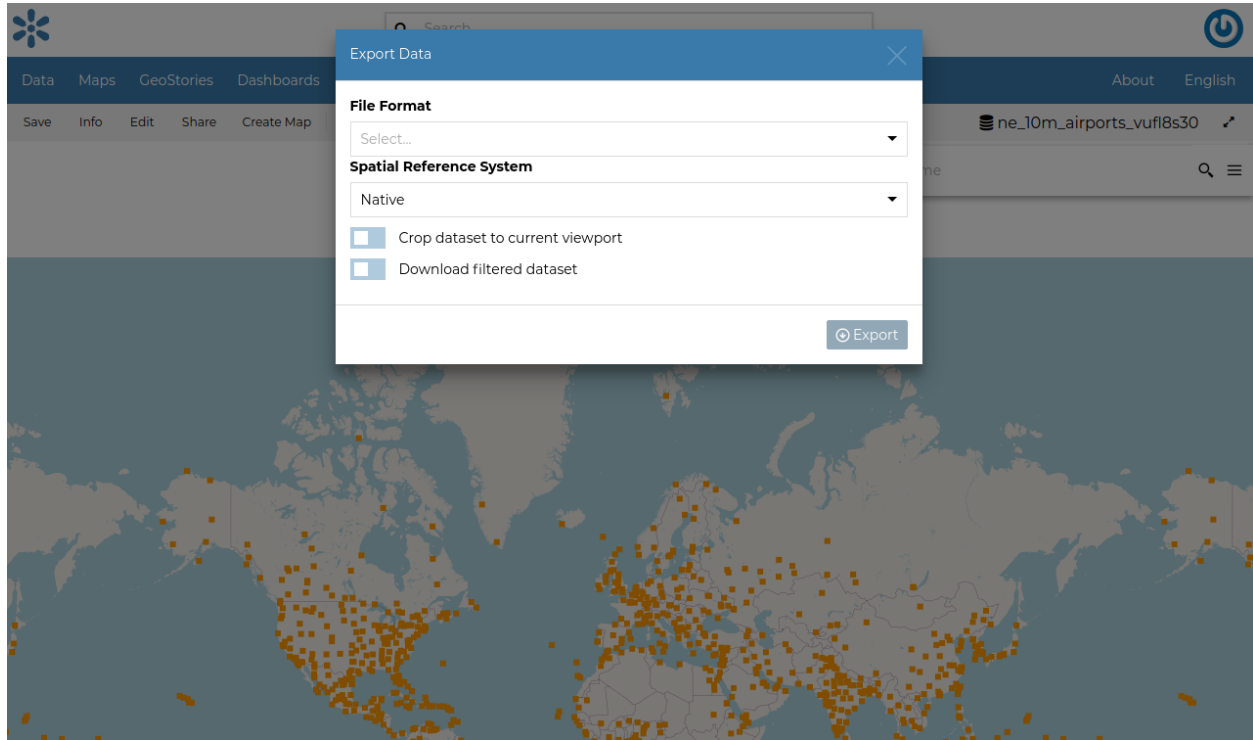 Search
Export Data
Data Maps GeoStories Dashboards About English
File Format
Save Info Edit Share Create Map ne_10m_airports_vufl8s30
Select...
Spatial Reference System
me
Native
Crop dataset to current viewport
Download filtered dataset
Export